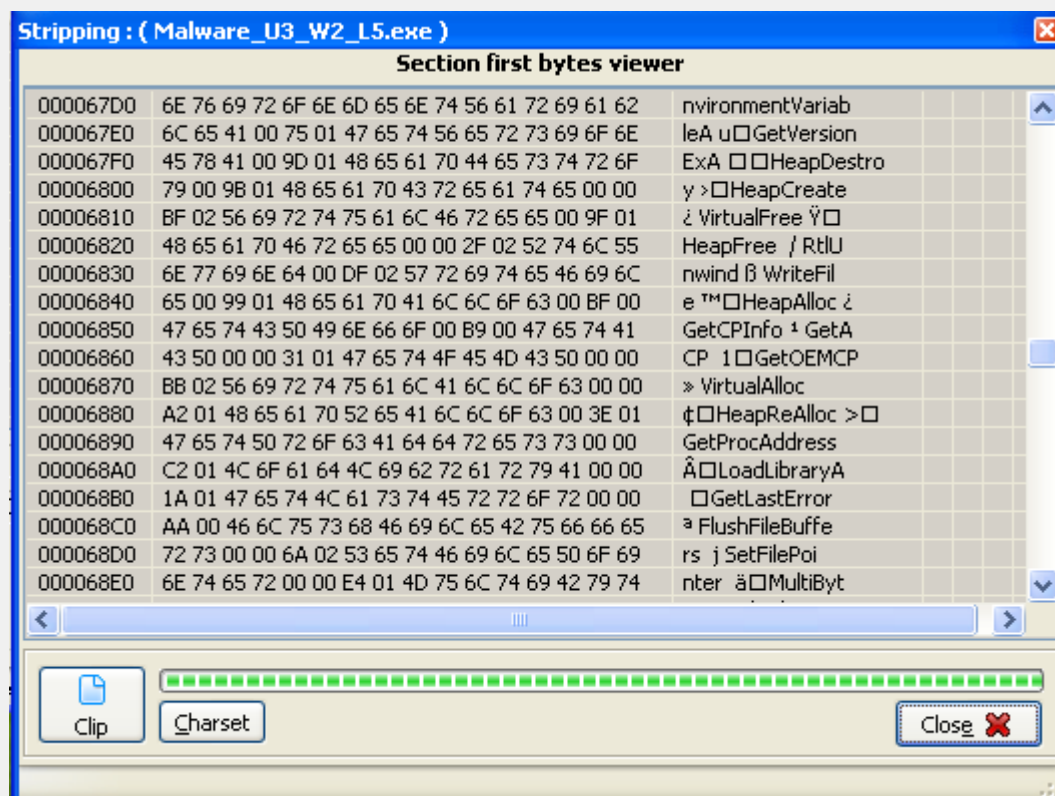 Stripping : ( Malware_U3_W2_L5.exe )
Section first bytes viewer
000067D0 6E 76 69 72 6F 6E 6D 65 6E 74 56 61 72 69 61 62 nvironmentVariab
000067E0 6C 65 41 00 75 01 47 65 74 56 65 72 73 69 6F 6E leA u□GetVersion
000067F0 45 78 41 00 9D 01 48 65 61 70 44 65 73 74 72 6F ExA □□HeapDestro
00006800 79 00 9B 01 48 65 61 70 43 72 65 61 74 65 00 00 y ›□HeapCreate
00006810 BF 02 56 69 72 74 75 61 6C 46 72 65 65 00 9F 01 ¿ VirtualFree Ÿ□
00006820 48 65 61 70 46 72 65 65 00 00 2F 02 52 74 6C 55 HeapFree / RtlU
00006830 6E 77 69 6E 64 00 DF 02 57 72 69 74 65 46 69 6C nwind ß WriteFil
00006840 65 00 99 01 48 65 61 70 41 6C 6C 6F 63 00 BF 00 e ™□HeapAlloc ¿
00006850 47 65 74 43 50 49 6E 66 6F 00 B9 00 47 65 74 41 GetCPInfo ¹ GetA
00006860 43 50 00 00 31 01 47 65 74 4F 45 4D 43 50 00 00 CP 1□GetOEMCP
00006870 BB 02 56 69 72 74 75 61 6C 41 6C 6C 6F 63 00 00 » VirtualAlloc
00006880 A2 01 48 65 61 70 52 65 41 6C 6C 6F 63 00 3E 01 ¢□HeapReAlloc >□
00006890 47 65 74 50 72 6F 63 41 64 64 72 65 73 73 00 00 GetProcAddress
000068A0 C2 01 4C 6F 61 64 4C 69 62 72 61 72 79 41 00 00 Â□LoadLibraryA
000068B0 1A 01 47 65 74 4C 61 73 74 45 72 72 6F 72 00 00 □GetLastError
000068C0 AA 00 46 6C 75 73 68 46 69 6C 65 42 75 66 66 65 ª FlushFileBuffe
000068D0 72 73 00 00 6A 02 53 65 74 46 69 6C 65 50 6F 69 rs j SetFilePoi
000068E0 6E 74 65 72 00 00 E4 01 4D 75 6C 74 69 42 79 74 nter ä□MultiByt
Clip
Charset
Close